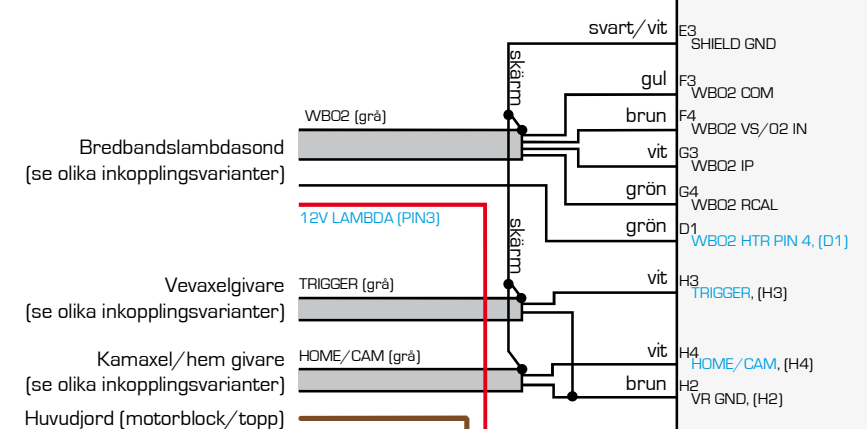 svart/vit E3
SHIELD GND
skärm
gul F3
WBO2 COM
WBO2 (grå)
brun F4
WBO2 VS/O2 IN
Bredbandslambdasond
(se olika inkopplingsvarianter)
vit G3
WBO2 IP
grön G4
WBO2 RCAL
12V LAMBDA (PIN3)
grön D1
WBO2 HTR PIN 4, (D1)
skärm
Vevaxelgivare
(se olika inkopplingsvarianter)
TRIGGER (grå)
vit H3
TRIGGER, (H3)
Kamaxel/hem givare
(se olika inkopplingsvarianter)
HOME/CAM (grå)
vit H4
HOME/CAM, (H4)
brun H2
VR GND, (H2)
Huvudjord (motorblock/topp)